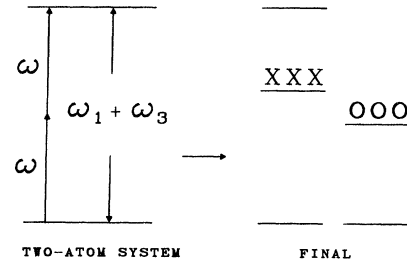 ω
XXX
ω₁ + ω₃
OOO
ω
TWO-ATOM SYSTEM
FINAL